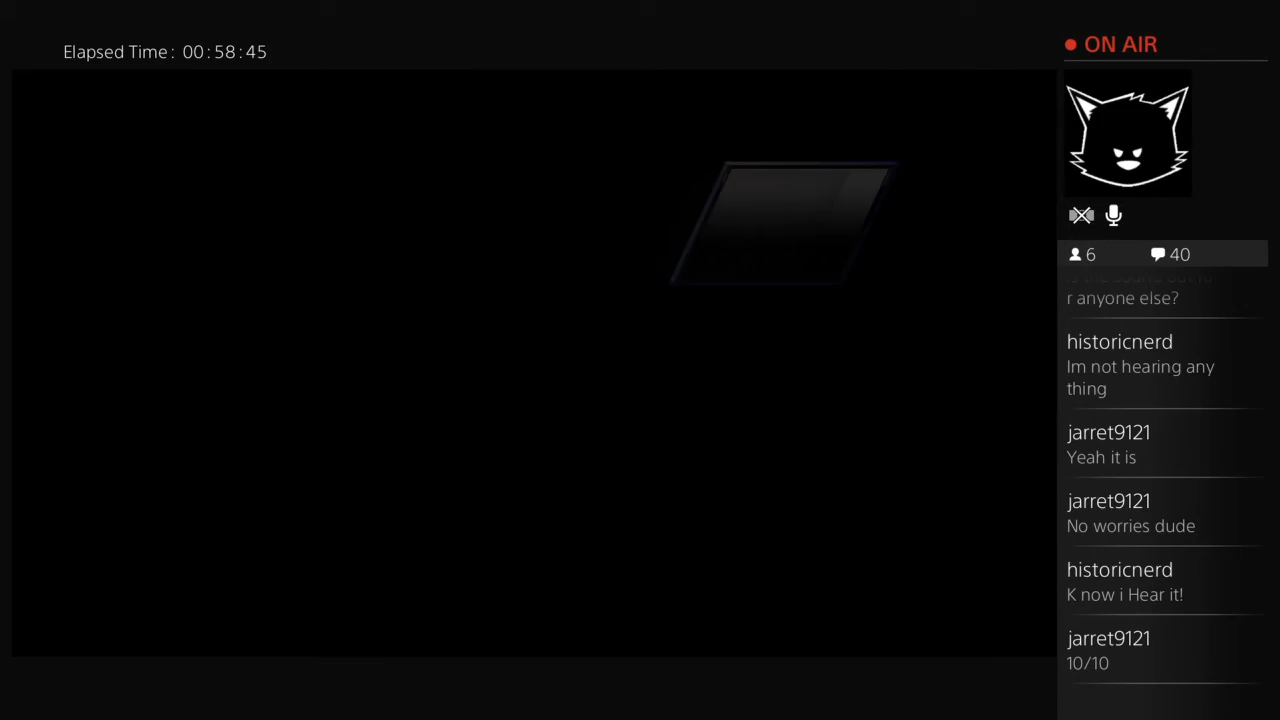 Elapsed Time: 00:58:45
ON AIR
6 40
r anyone else?
historicnerd
Im not hearing any
thing
jarret9121
Yeah it is
jarret9121
No worries dude
historicnerd
K now i Hear it!
jarret9121
10/10